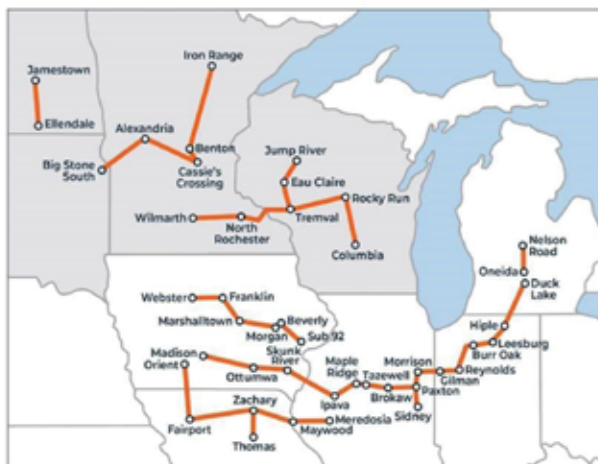 Iron Range
Jamestown
Ellendale
Alexandria
Benton
Big Stone
South
Cassie's
Crossing
Jump River
Eau Claire
Rocky Run
Wilmarth
North
Rochester
Tremval
Columbia
Nelson
Road
Oneida
Duck
Lake
Webster
Franklin
Marshalltown
Beverly
Morgan
Sub 92
Skunk
River
Hiple
Leesburg
Burr Oak
Madison
Orient
Ottumwa
Maple
Ridge
Tazewell
Morrison
Reynolds
Gilman
Paxton
Brokaw
Ipava
Sidney
Zachary
Meredosia
Maywood
Fairport
Thomas